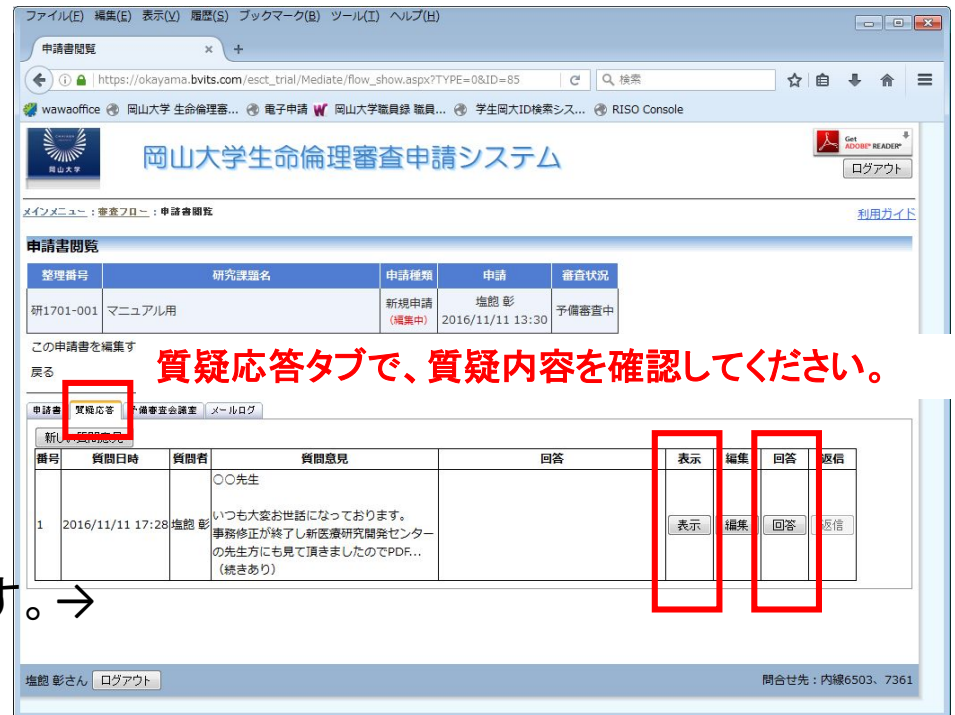 ファイル(F) 編集(E) 表示(V) 履歴(S) ブックマーク(B) ツール(T) ヘルプ(H)
申請書閲覧 × +
https://okayama.bvits.com/esct_trial/Mediate/flow_show.aspx?TYPE=0&ID=85 検索
wawaoffice 岡山大学 生命倫理審... 電子申請 岡山大学職員録 職員... 学生岡大ID検索シス... RISO Console
岡山大学
岡山大学生命倫理審査申請システム
Get ADOBE® READER®
ログアウト
メインメニュー：審査フロー：申請書閲覧 利用ガイド
申請書閲覧
整理番号 研究課題名 申請種類 申請 審査状況
研1701-001 マニュアル用 新規申請 (編集中) 塩飽 彰 2016/11/11 13:30 予備審査中
この申請書を編集す
質疑応答タブで、質疑内容を確認してください。
戻る
申請書 質疑応答 予備審査会議室 メールログ
新しい質問意見
番号 質問日時 質問者 質問意見 回答 表示 編集 回答 返信
1 2016/11/11 17:28 塩飽 彰 ○○先生
いつも大変お世話になっております。
事務修正が終了し新医療研究開発センター
の先生方にも見て頂きましたのでPDF...
（続きあり）
表示 編集 回答 返信
す。→
塩飽 彰さん ログアウト 問合せ先：内線6503、7361